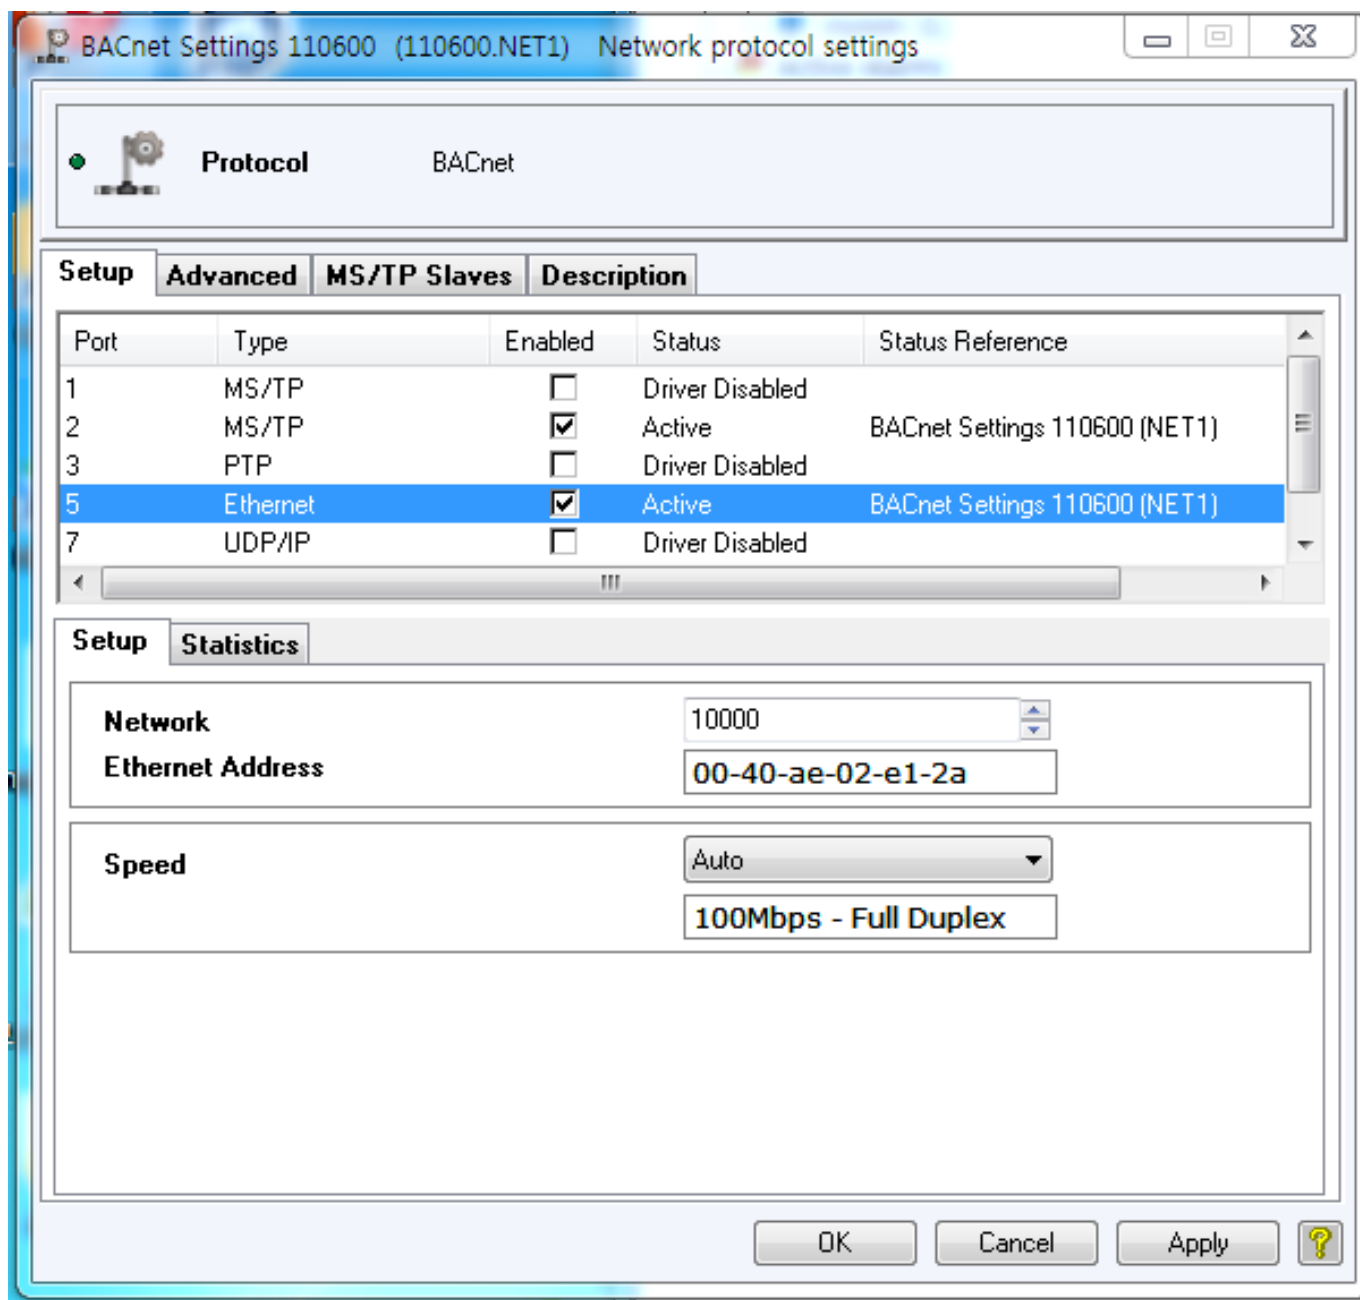 BACnet Settings 110600 (110600.NET1) Network protocol settings
Protocol BACnet
Setup Advanced MS/TP Slaves Description
Port Type Enabled Status Status Reference
1 MS/TP Driver Disabled
2 MS/TP Active BACnet Settings 110600 (NET1)
3 PTP Driver Disabled
5 Ethernet Active BACnet Settings 110600 (NET1)
7 UDP/IP Driver Disabled
Setup Statistics
Network 10000
Ethernet Address 00-40-ae-02-e1-2a
Speed Auto
100Mbps - Full Duplex
OK Cancel Apply ?